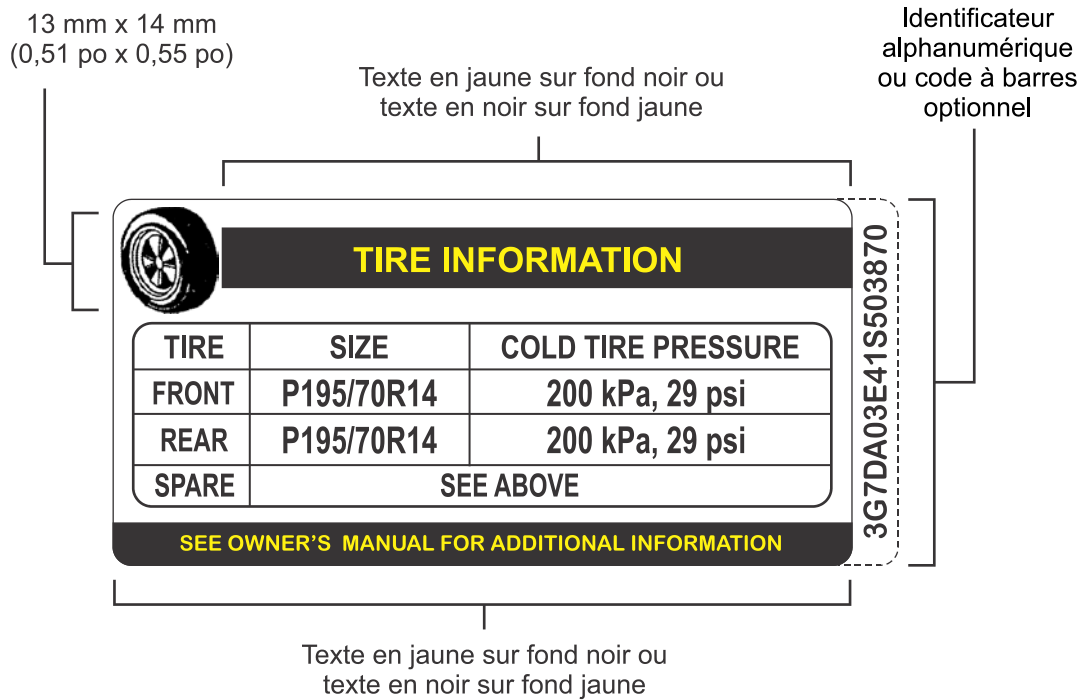 13 mm x 14 mm
(0,51 po x 0,55 po)
Texte en jaune sur fond noir ou
texte en noir sur fond jaune
Identificateur
alphanumérique
ou code à barres
optionnel
TIRE INFORMATION
TIRE SIZE COLD TIRE PRESSURE
FRONT P195/70R14 200 kPa, 29 psi
REAR P195/70R14 200 kPa, 29 psi
SPARE SEE ABOVE
SEE OWNER'S MANUAL FOR ADDITIONAL INFORMATION
3G7DA03E41S503870
Texte en jaune sur fond noir ou
texte en noir sur fond jaune